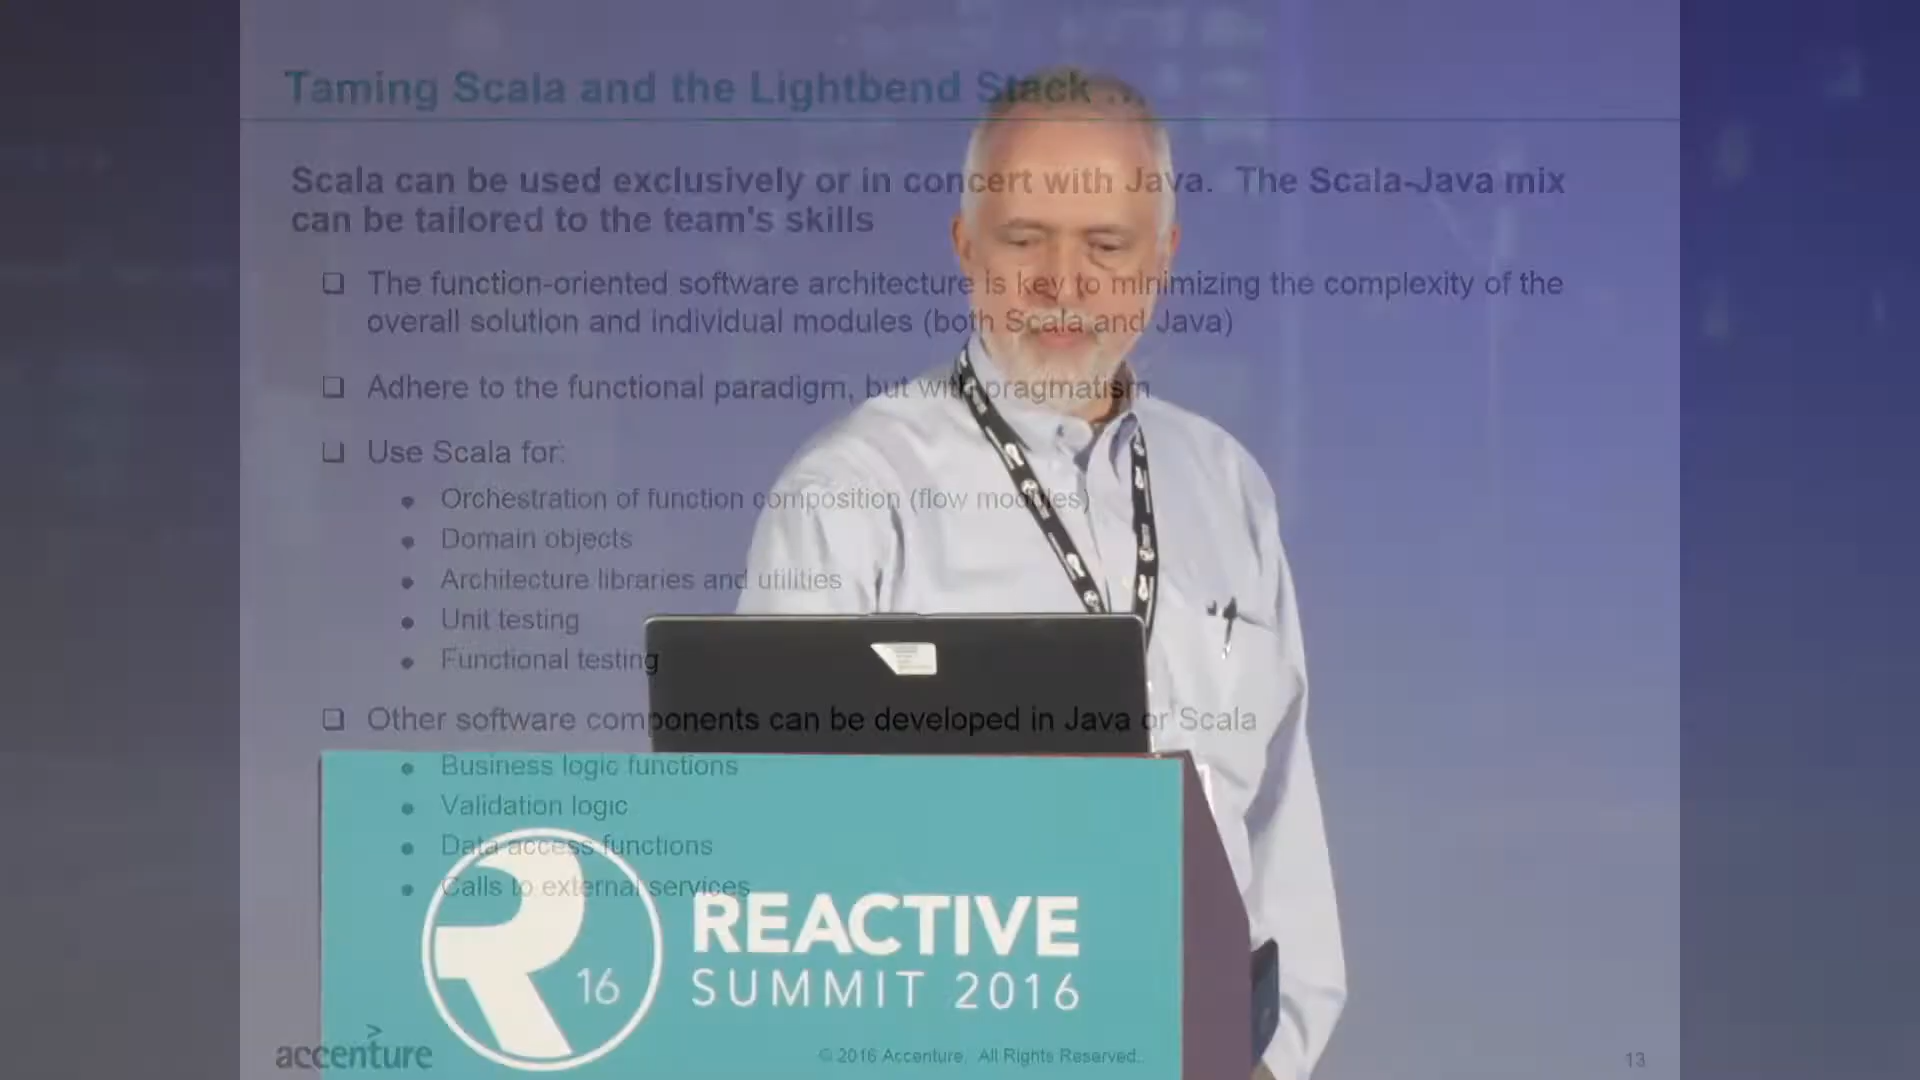 Taming Scala and the Lightbend Stack ...
Scala can be used exclusively or in concert with Java. The Scala-Java mix
can be tailored to the team's skills
❑ The function-oriented software architecture is key to minimizing the complexity of the
overall solution and individual modules (both Scala and Java)
❑ Adhere to the functional paradigm, but with pragmatism
❑ Use Scala for:
• Orchestration of function composition (flow modules)
• Domain objects
• Architecture libraries and utilities
• Unit testing
• Functional testing
❑ Other software components can be developed in Java or Scala
• Business logic functions
• Validation logic
• Data access functions
• Calls to external services
R 16
REACTIVE
SUMMIT 2016
accenture
© 2016 Accenture. All Rights Reserved.
13